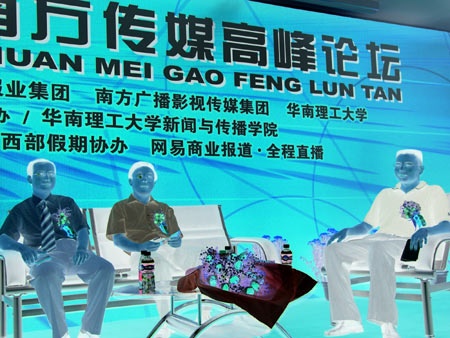 南方传媒高峰论坛
HUAN MEI GAO FENG LUN TAN
报业集团 南方广播影视传媒集团 华南理工大学
办 / 华南理工大学新闻与传播学院
西部假期协办 网易商业报道·全程直播